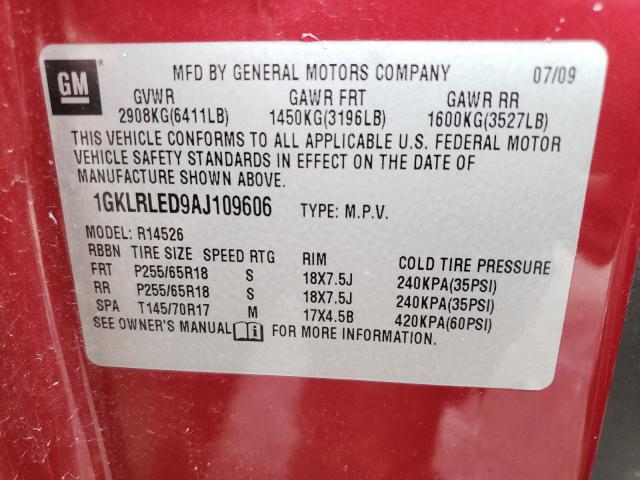 GM ® MFD BY GENERAL MOTORS COMPANY 07/09
GVWR GAWR FRT GAWR RR
2908KG(6411LB) 1450KG(3196LB) 1600KG(3527LB)
THIS VEHICLE CONFORMS TO ALL APPLICABLE U.S. FEDERAL MOTOR
VEHICLE SAFETY STANDARDS IN EFFECT ON THE DATE OF
MANUFACTURE SHOWN ABOVE.
1GKLRLED9AJ109606 TYPE: M.P.V.
MODEL: R14526
RBBN TIRE SIZE SPEED RTG RIM COLD TIRE PRESSURE
FRT P255/65R18 S 18X7.5J 240KPA(35PSI)
RR P255/65R18 S 18X7.5J 240KPA(35PSI)
SPA T145/70R17 M 17X4.5B 420KPA(60PSI)
SEE OWNER'S MANUAL FOR MORE INFORMATION.